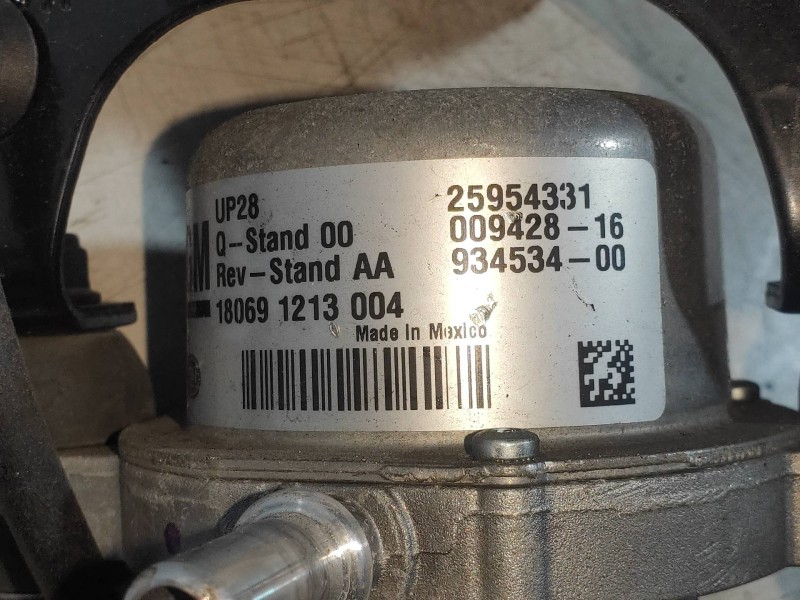 UP28 25954331
Q-Stand 00 009428-16
Rev-Stand AA 934534-00
18069 1213 004
Made In Mexico